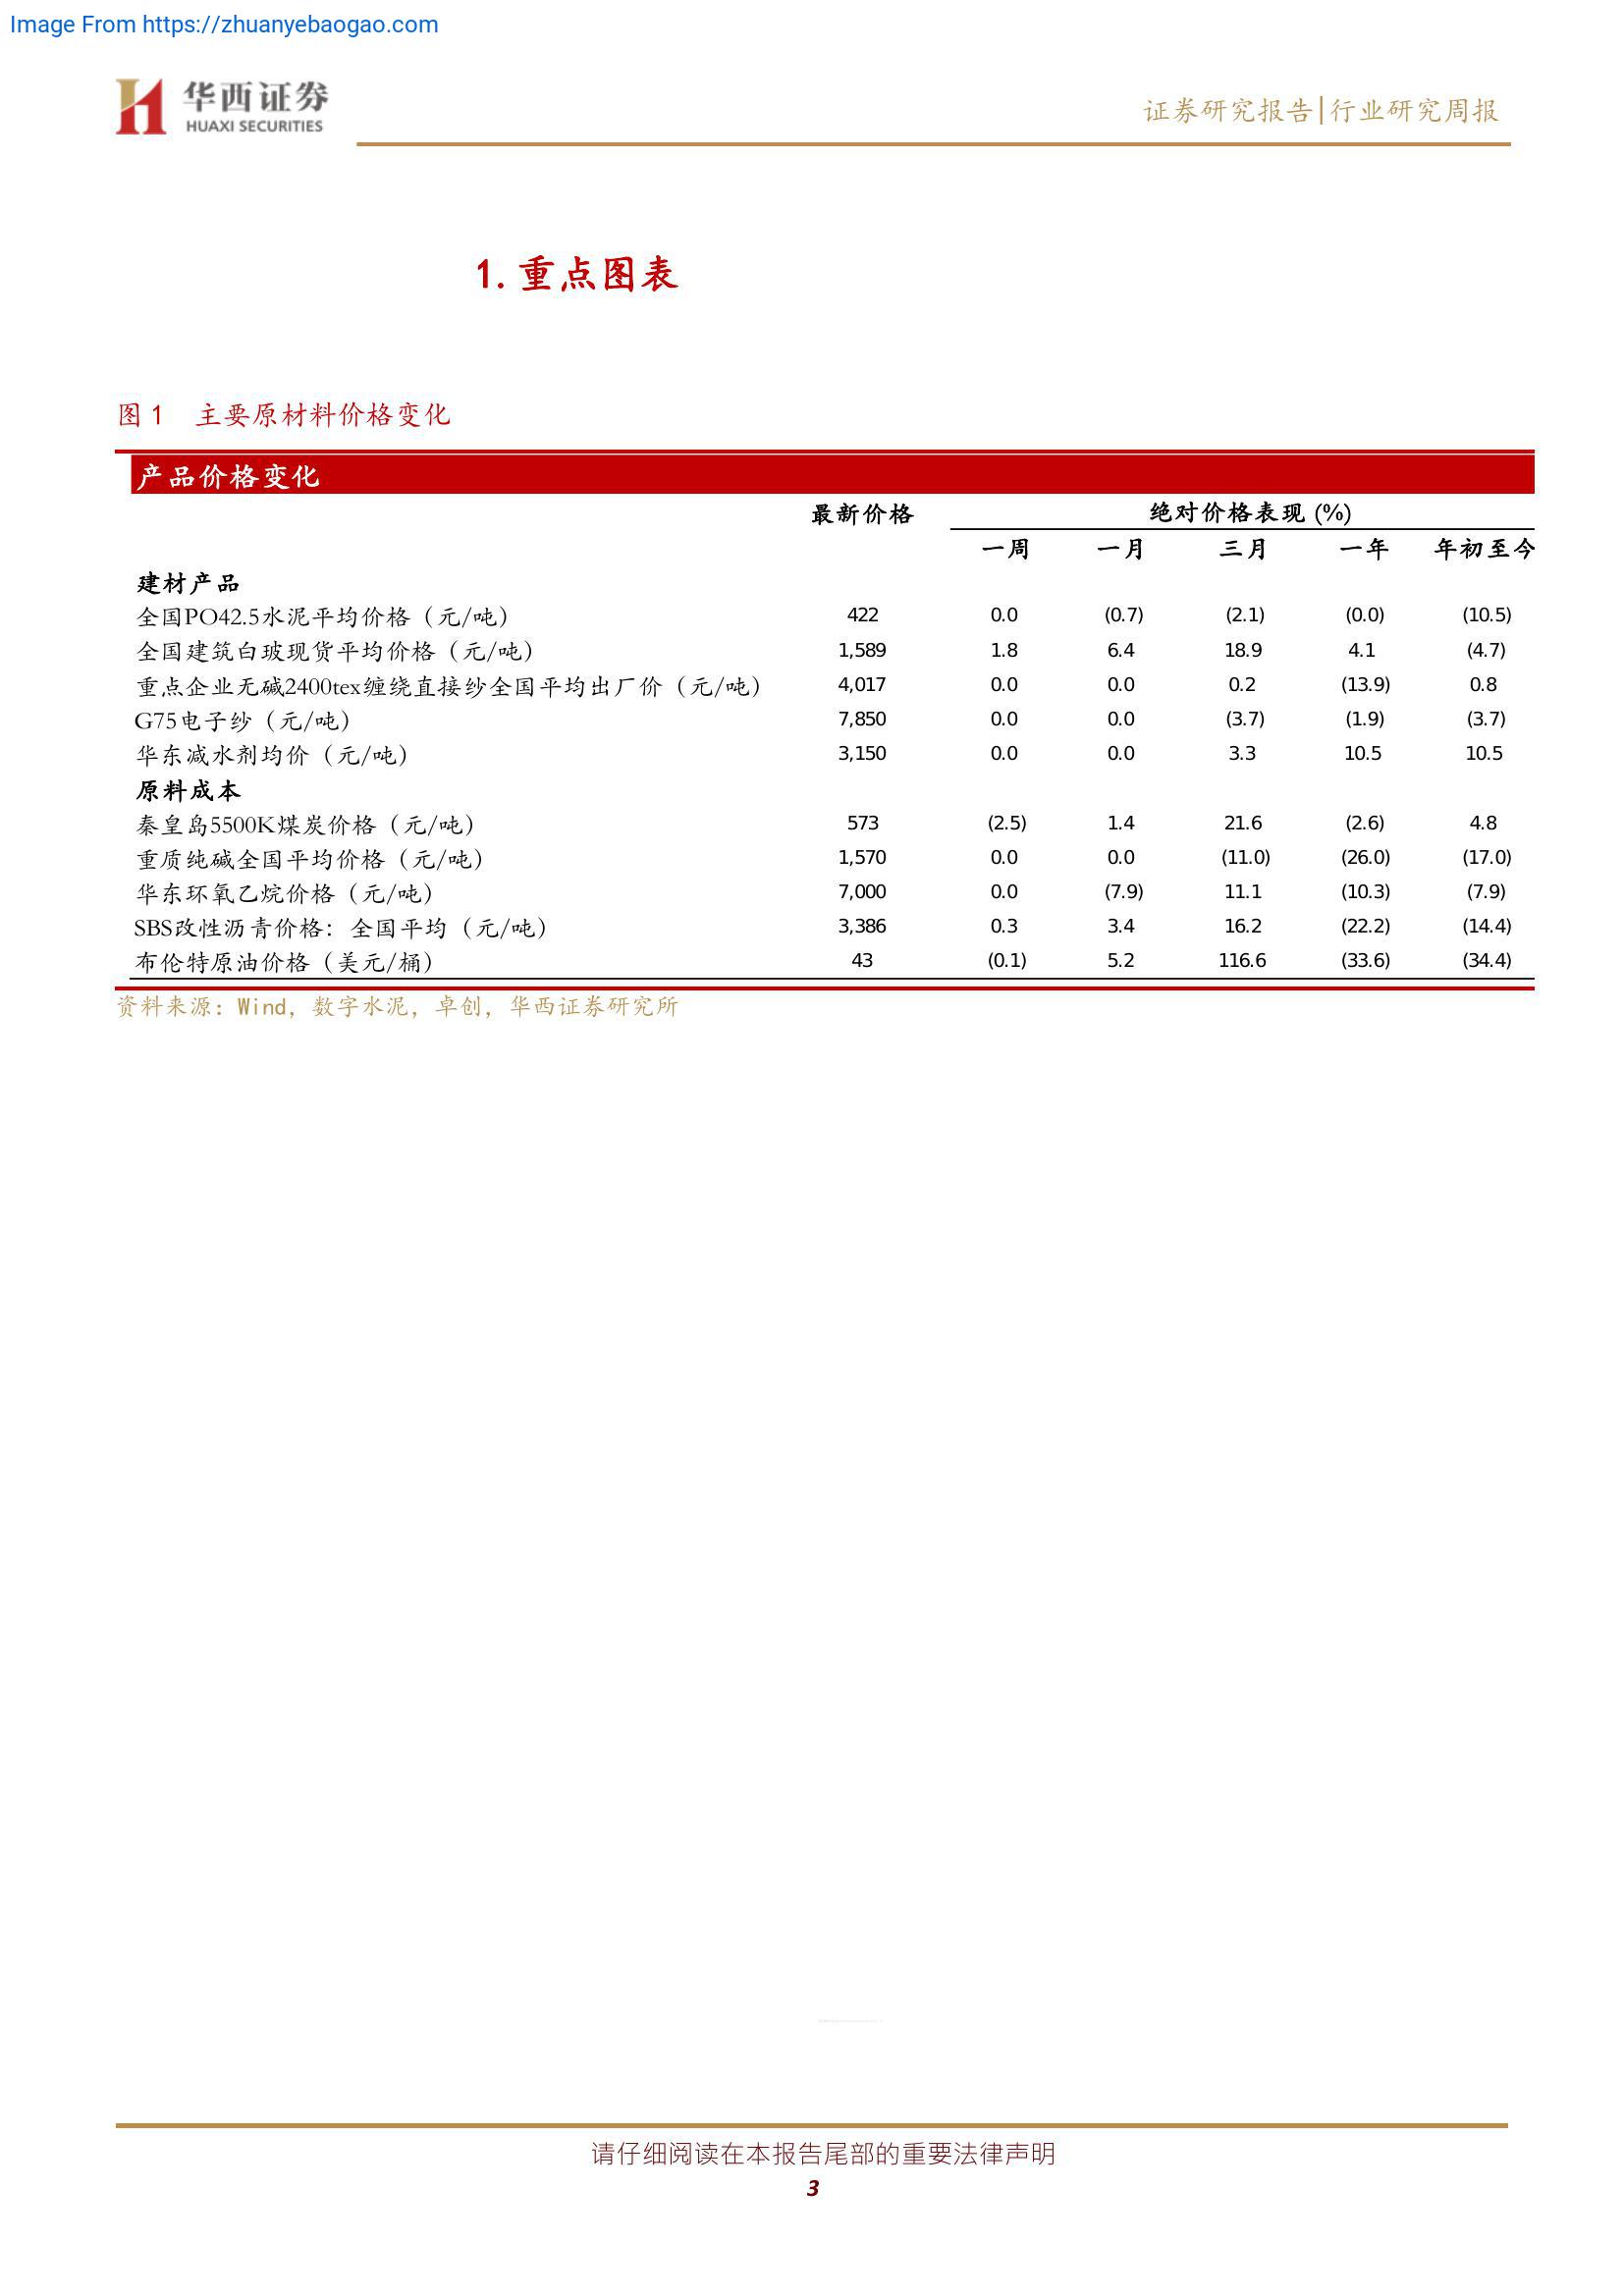 Image From https://zhuanyebaogao.com
华西证券
HUAXI SECURITIES
证券研究报告|行业研究周报
1. 重点图表
图 1 主要原材料价格变化
产品价格变化
最新价格 绝对价格表现 (%)
一周 一月 三月 一年 年初至今
建材产品
全国PO42.5水泥平均价格（元/吨） 422 0.0 (0.7) (2.1) (0.0) (10.5)
全国建筑白玻现货平均价格（元/吨） 1,589 1.8 6.4 18.9 4.1 (4.7)
重点企业无碱2400tex缠绕直接纱全国平均出厂价（元/吨） 4,017 0.0 0.0 0.2 (13.9) 0.8
G75电子纱（元/吨） 7,850 0.0 0.0 (3.7) (1.9) (3.7)
华东减水剂均价（元/吨） 3,150 0.0 0.0 3.3 10.5 10.5
原料成本
秦皇岛5500K煤炭价格（元/吨） 573 (2.5) 1.4 21.6 (2.6) 4.8
重质纯碱全国平均价格（元/吨） 1,570 0.0 0.0 (11.0) (26.0) (17.0)
华东环氧乙烷价格（元/吨） 7,000 0.0 (7.9) 11.1 (10.3) (7.9)
SBS改性沥青价格：全国平均（元/吨） 3,386 0.3 3.4 16.2 (22.2) (14.4)
布伦特原油价格（美元/桶） 43 (0.1) 5.2 116.6 (33.6) (34.4)
资料来源：Wind，数字水泥，卓创，华西证券研究所
请仔细阅读在本报告尾部的重要法律声明
3